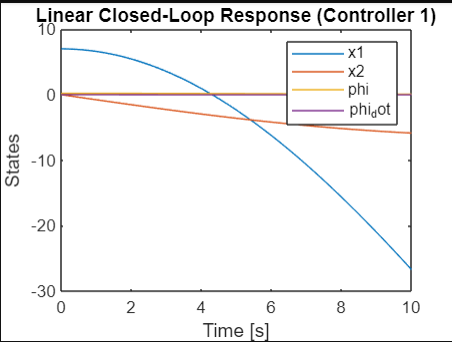 Linear Closed-Loop Response (Controller 1)
10
0
-10
-20
-30
States
x1
x2
phi
phi_dot
0 2 4 6 8 10
Time [s]